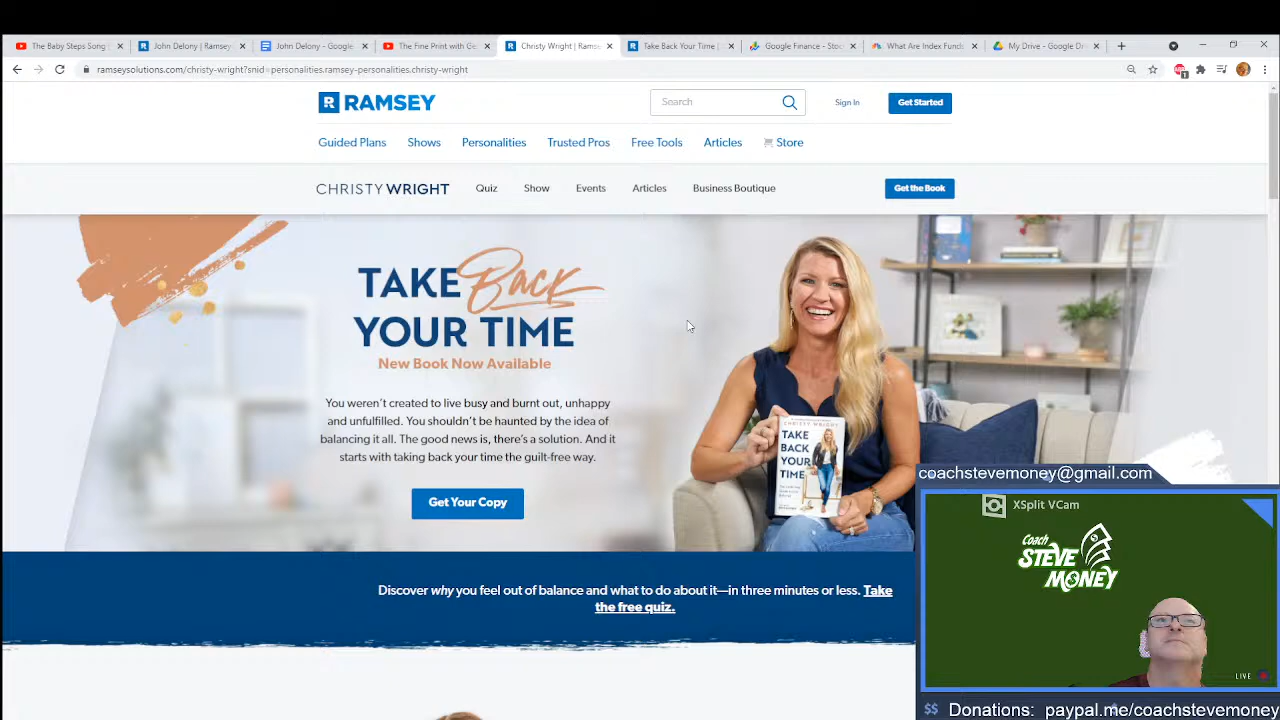 The Baby Steps Song
John Delony | Ramsey
John Delony - Google
The Fine Print with Ge
Christy Wright | Rams
Take Back Your Time |
Google Finance - Stoc
What Are Index Fund
My Drive - Google Dr
ramseysolutions.com/christy-wright?snid=personalities.ramsey-personalities.christy-wright
R RAMSEY
Search
Sign In
Get Started
Guided Plans
Shows
Personalities
Trusted Pros
Free Tools
Articles
Store
CHRISTY WRIGHT
Quiz
Show
Events
Articles
Business Boutique
Get the Book
TAKE Back
YOUR TIME
New Book Now Available
You weren't created to live busy and burnt out, unhappy
and unfulfilled. You shouldn't be haunted by the idea of
balancing it all. The good news is, there's a solution. And it
starts with taking back your time the guilt-free way.
Get Your Copy
CHRISTY WRIGHT
TAKE
BACK
YOUR
TIME
Discover why you feel out of balance and what to do about it—in three minutes or less. Take
the free quiz.
coachstevemoney@gmail.com
XSplit VCam
Coach
STEVE
MONEY
LIVE
$$ Donations: paypal.me/coachstevemoney